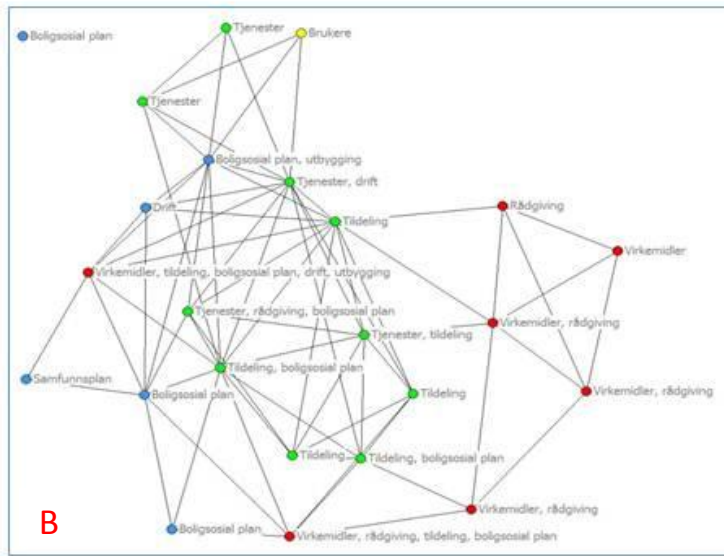 Tjenester
Brukere
Boligsosial plan
Tjenester
Boligsosial plan, utbygging
Tjenester, drift
Drift
Rådgiving
Tildeling
Virkemidler
Virkemidler, tildeling, boligsosial plan, drift, utbygging
Tjenester, rådgiving, boligsosial plan
Virkemidler, rådgiving
Tjenester, tildeling
Tildeling, boligsosial plan
Samfunnsplan
Virkemidler, rådgiving
Boligsosial plan
Tildeling
Tildeling
Tildeling, boligsosial plan
Virkemidler, rådgiving
B
Boligsosial plan
Virkemidler, rådgiving, tildeling, boligsosial plan